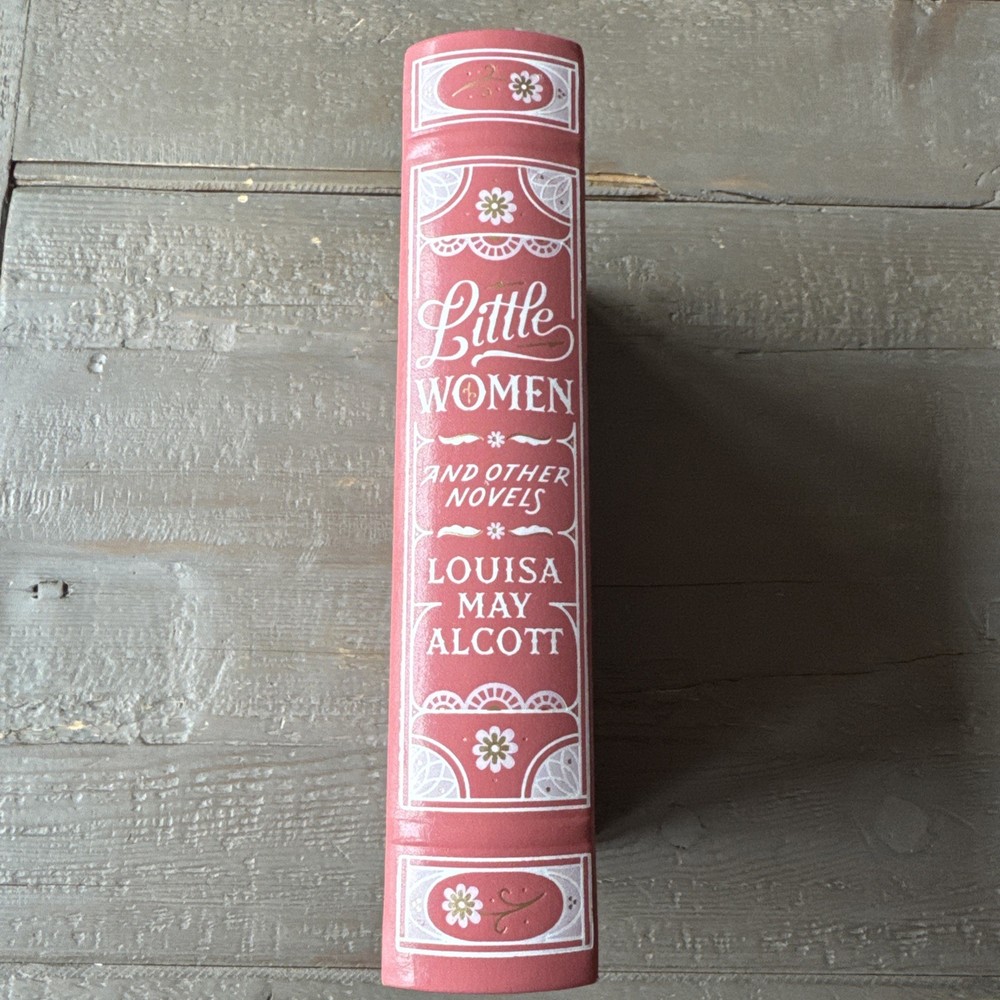 Little
WOMEN
AND OTHER
NOVELS
LOUISA
MAY
ALCOTT